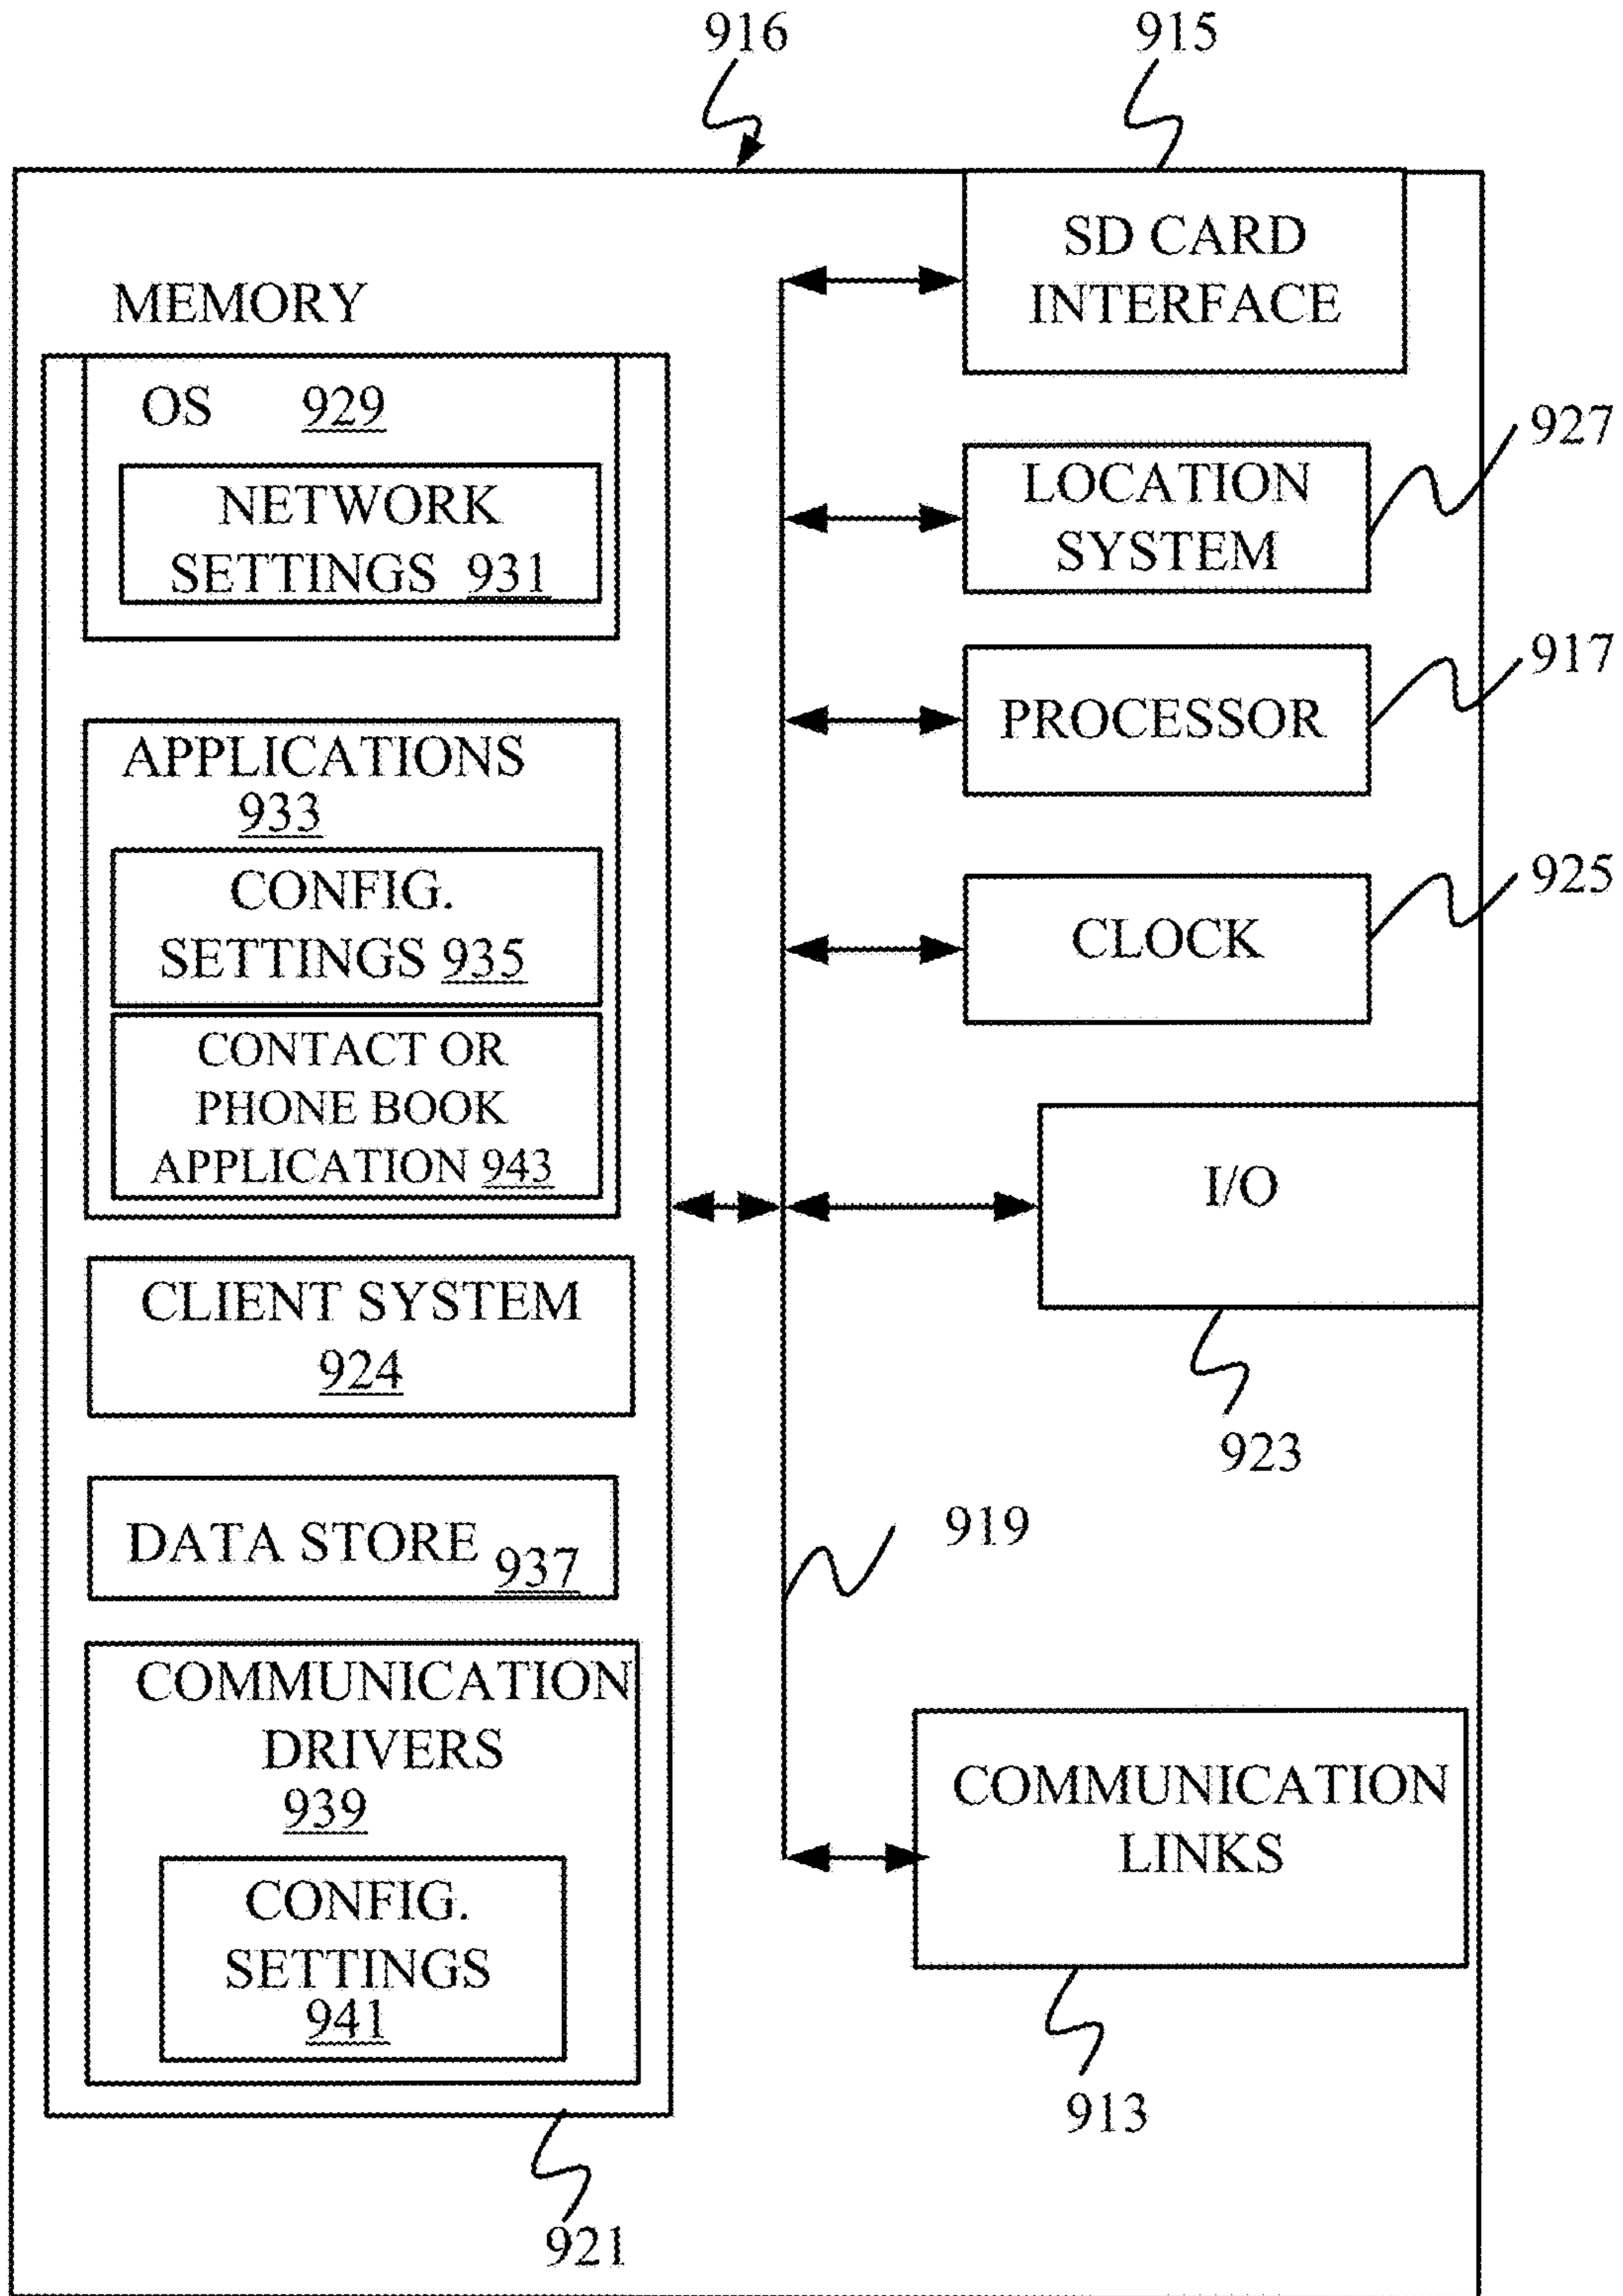 916
915
SD CARD
INTERFACE
MEMORY
OS 929
NETWORK
SETTINGS 931
927
LOCATION
SYSTEM
917
PROCESSOR
APPLICATIONS
933
CONFIG.
SETTINGS 935
925
CLOCK
CONTACT OR
PHONE BOOK
APPLICATION 943
I/O
CLIENT SYSTEM
924
923
DATA STORE 937
919
COMMUNICATION
DRIVERS
939
CONFIG.
SETTINGS
941
COMMUNICATION
LINKS
913
921